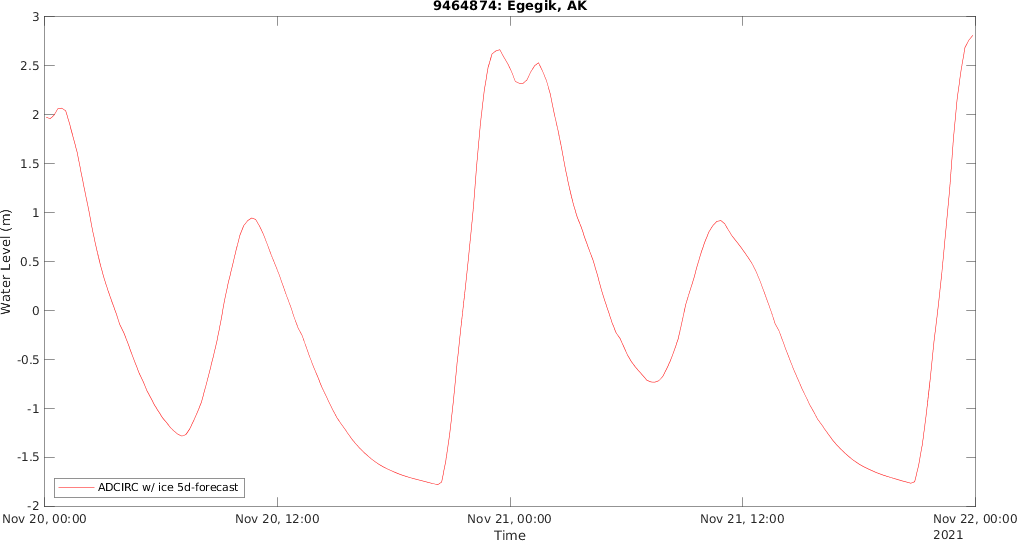 9464874: Egegik, AK
3
2.5
2
1.5
1
0.5
0
-0.5
-1
-1.5
-2
Water Level (m)
ADCIRC w/ ice 5d-forecast
Nov 20, 00:00 Nov 20, 12:00 Nov 21, 00:00 Nov 21, 12:00 Nov 22, 00:00
Time 2021